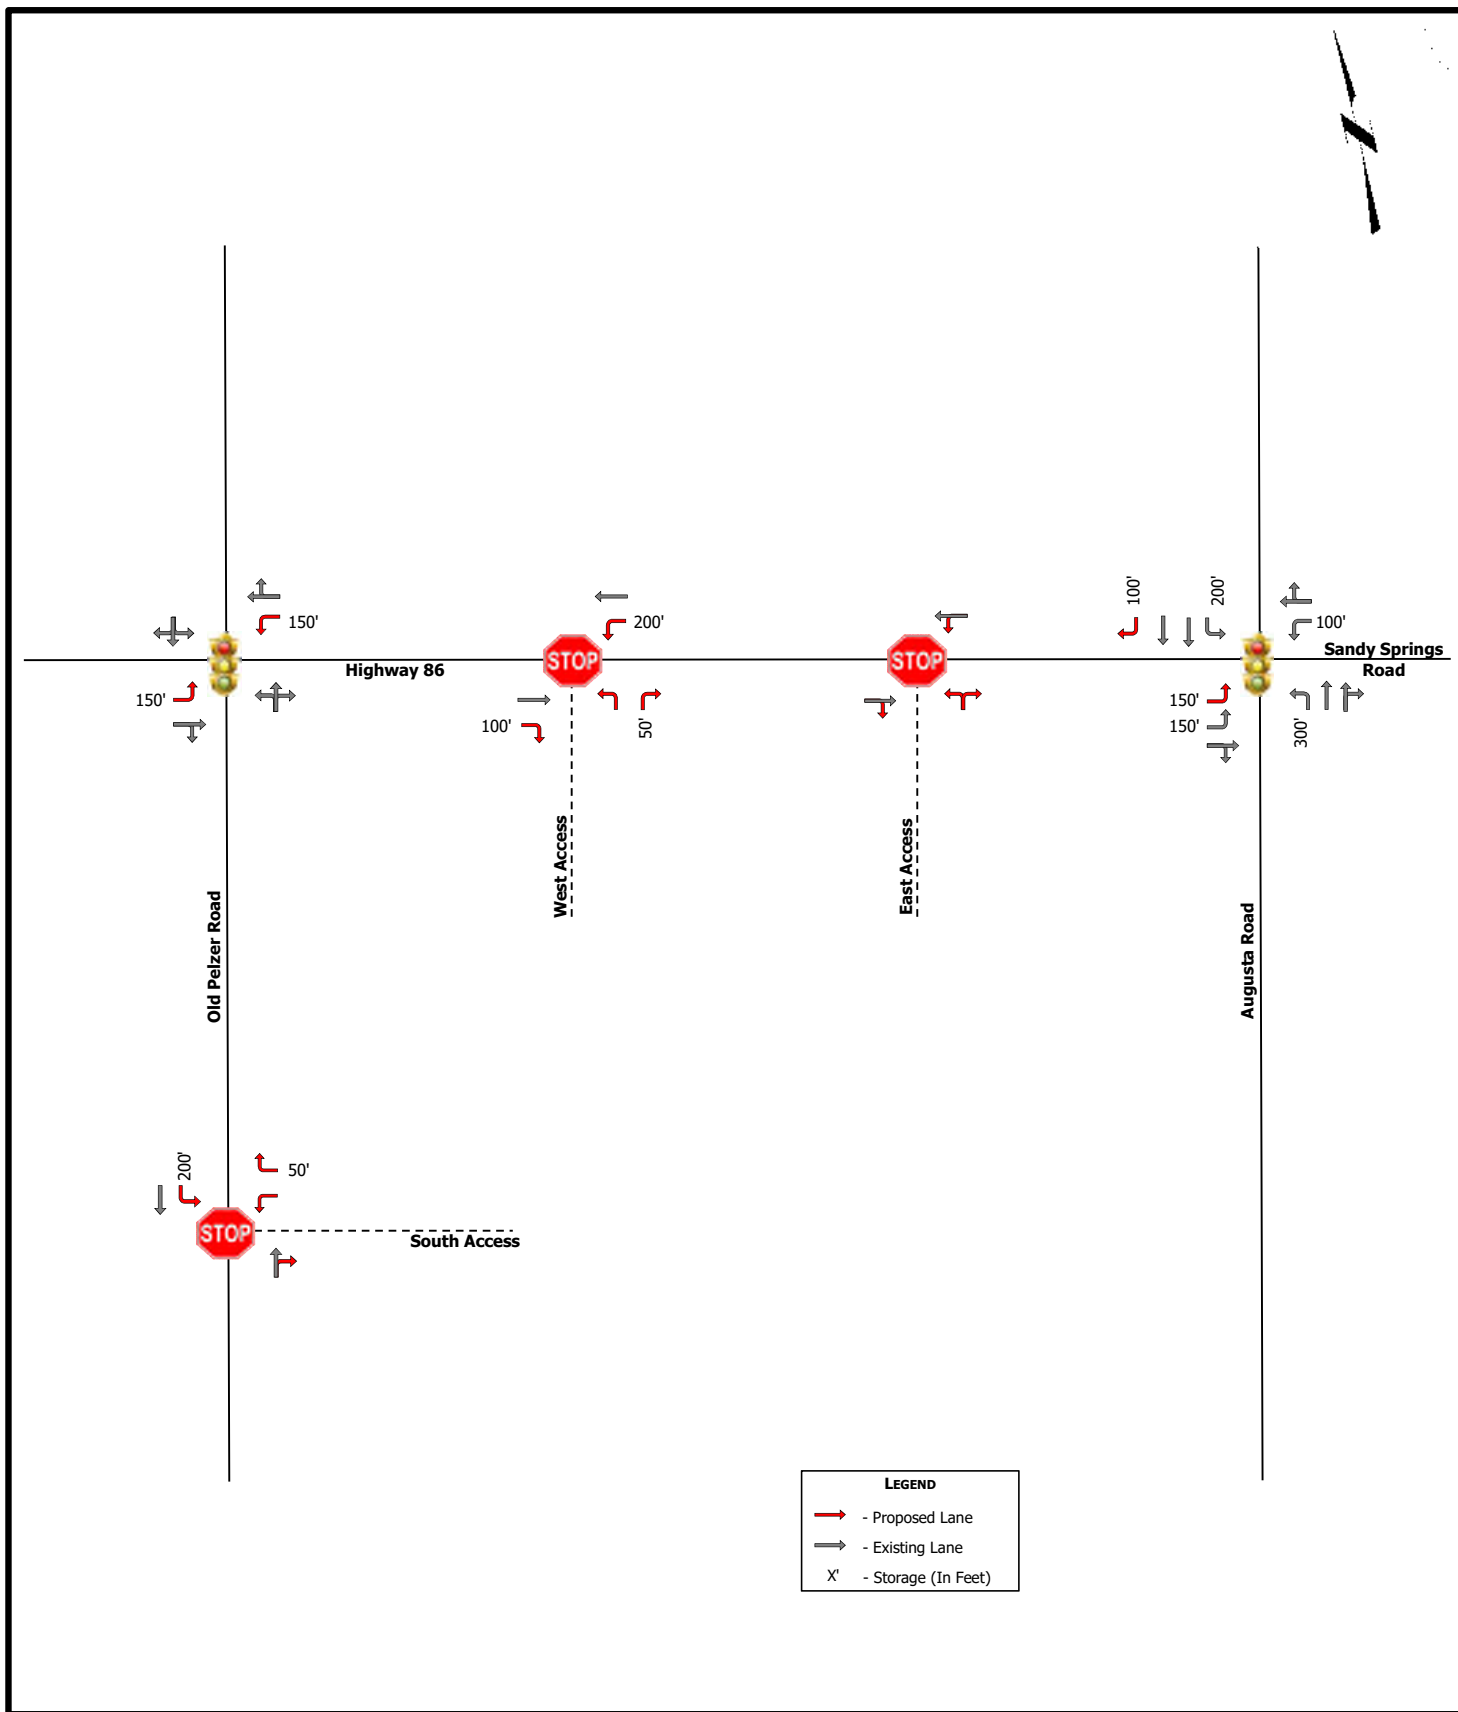 100'
200'
150'
200'
100'
Sandy Springs
Road
Highway 86
150'
100'
50'
150'
150'
300'
West Access
East Access
Old Pelzer Road
Augusta Road
200'
50'
STOP
STOP
STOP
South Access
LEGEND
- Proposed Lane
- Existing Lane
X' - Storage (In Feet)